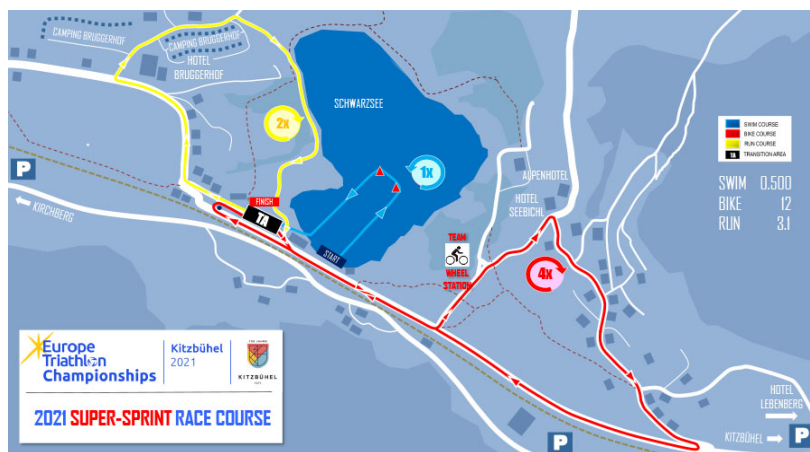 CAMPING BRUGGERHOF
CAMPING BRUGGERHOF
HOTEL
BRUGGERHOF
SCHWARZSEE
2x
1x
SWIM COURSE
BIKE COURSE
RUN COURSE
TA TRANSITION AREA
P
ALPENHOTEL
SWIM 0.500
BIKE 12
RUN 3.1
KIRCHBERG
FINISH
TA
START
HOTEL
SEEBICHL
TEAM
WHEEL
STATION
4x
Europe
Triathlon
Championships
Kitzbühel
2021
KITZBÜHEL
2021 SUPER-SPRINT RACE COURSE
HOTEL
LEBENBERG
KITZBÜHEL
P
P